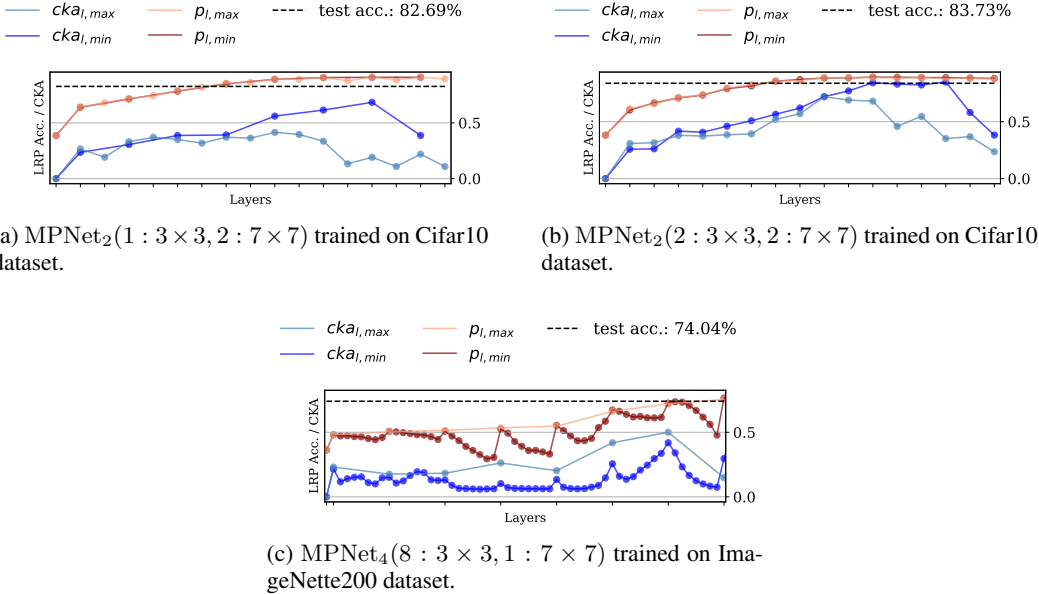 cka_{l,max} p_{l,max} test acc.: 82.69%
cka_{l,min} p_{l,min}
LRP Acc. / CKA
0.5
0.0
Layers
a) MPNet₂(1 : 3 × 3, 2 : 7 × 7) trained on Cifar10
dataset.
cka_{l,max} p_{l,max} test acc.: 83.73%
cka_{l,min} p_{l,min}
LRP Acc. / CKA
0.5
0.0
Layers
(b) MPNet₂(2 : 3 × 3, 2 : 7 × 7) trained on Cifar10
dataset.
cka_{l,max} p_{l,max} test acc.: 74.04%
cka_{l,min} p_{l,min}
LRP Acc. / CKA
0.5
0.0
Layers
(c) MPNet₄(8 : 3 × 3, 1 : 7 × 7) trained on Ima-
geNette200 dataset.